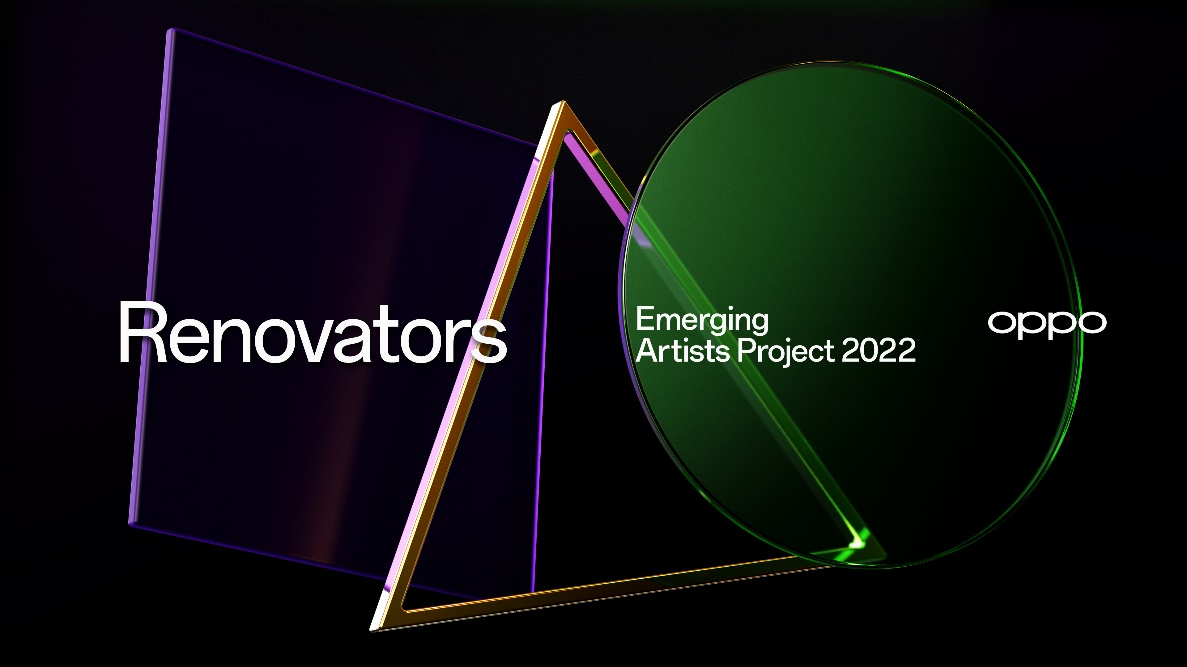 Renovators
Emerging
Artists Project 2022
oppo